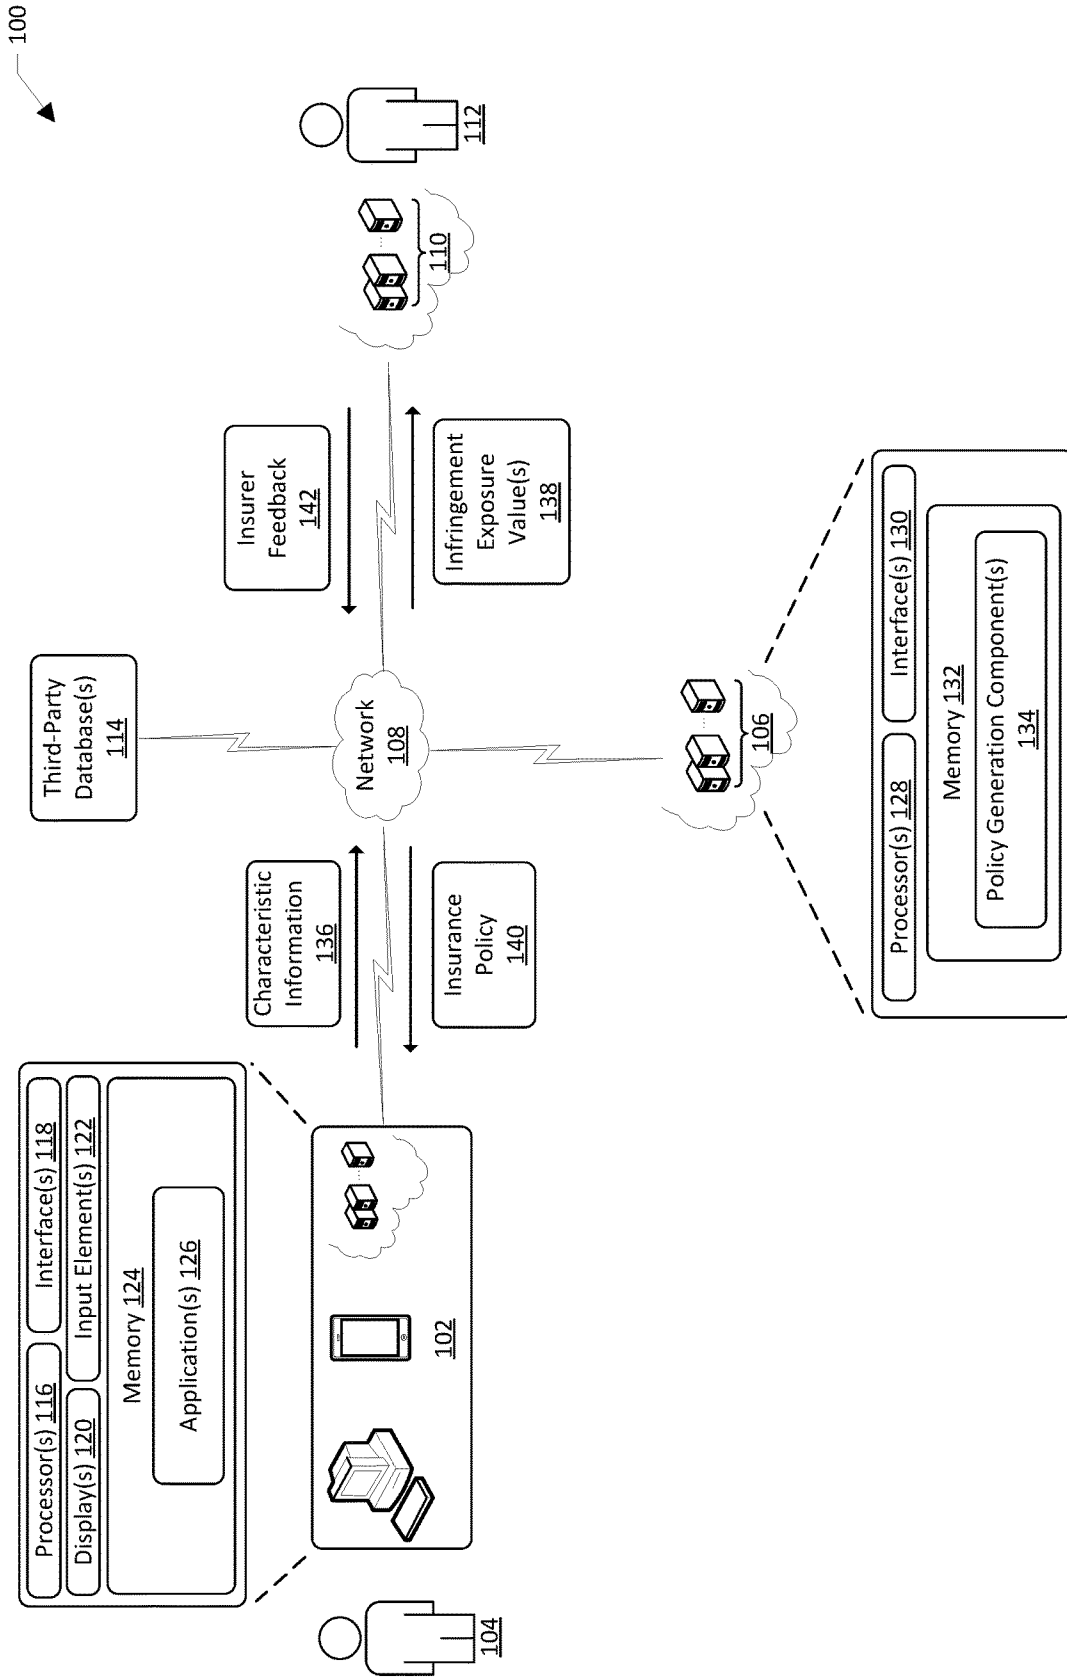 100
Processor(s) 116
Interface(s) 118
Display(s) 120
Input Element(s) 122
Memory 124
Application(s) 126
102
104
Characteristic
Information
136
Insurance
Policy
140
Third-Party
Database(s)
114
Network
108
Insurer
Feedback
142
Infringement
Exposure
Value(s)
138
110
112
106
Processor(s) 128
Interface(s) 130
Memory 132
Policy Generation Component(s)
134